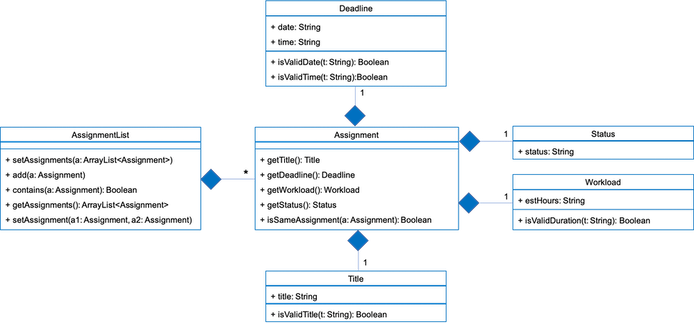 Deadline
+ date: String
+ time: String
+ isValidDate(t: String): Boolean
+ isValidTime(t: String):Boolean
1
AssignmentList
+ setAssignments(a: ArrayList<Assignment>)
+ add(a: Assignment)
+ contains(a: Assignment): Boolean
+ getAssignments(): ArrayList<Assignment>
+ setAssignment(a1: Assignment, a2: Assignment)
*
Assignment
+ getTitle(): Title
+ getDeadline(): Deadline
+ getWorkload(): Workload
+ getStatus(): Status
+ isSameAssignment(a: Assignment): Boolean
1
Status
+ status: String
1
Workload
+ estHours: String
+ isValidDuration(t: String): Boolean
1
Title
+ title: String
+ isValidTitle(t: String): Boolean